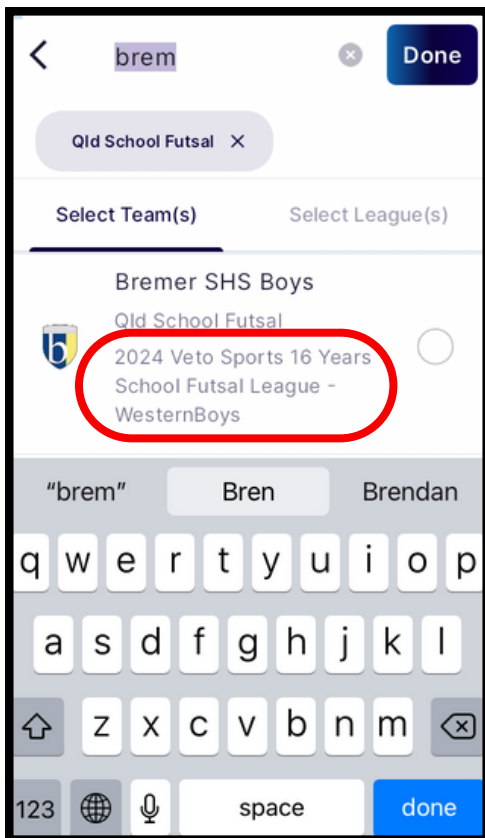 brem
Done
Qld School Futsal
Select Team(s) Select League(s)
Bremer SHS Boys
Qld School Futsal
b
2024 Veto Sports 16 Years
School Futsal League -
WesternBoys
"brem" Bren Brendan
q w e r t y u i o p
a s d f g h j k l
z x c v b n m
123 space done